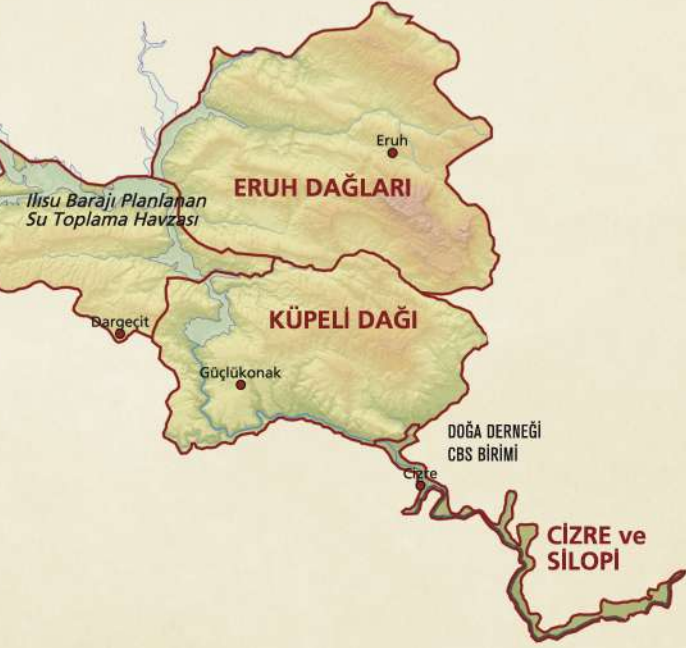 Eruh
ERUH DAĞLARI
Ilısu Barajı Planlanan
Su Toplama Havzası
KÜPELİ DAĞI
Dargeçit
Güçlükonak
DOĞA DERNEĞİ
CBS BİRİMİ
Cizre
CİZRE ve
SİLOPİ